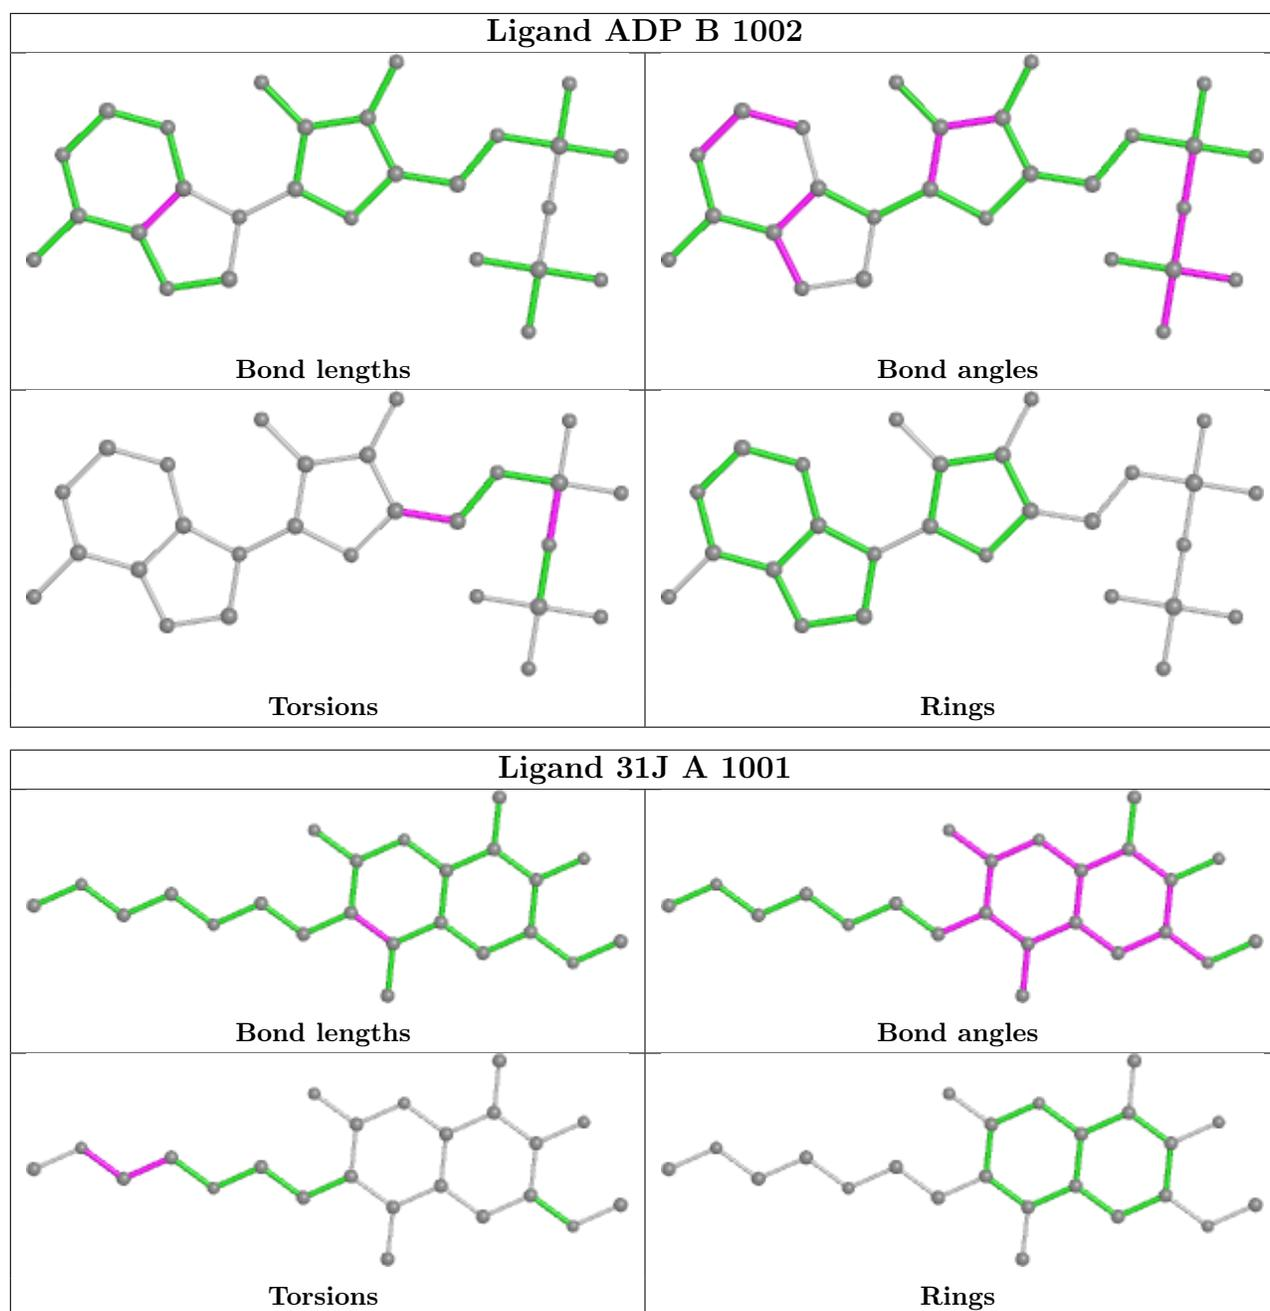 Ligand ADP B 1002
Bond lengths
Bond angles
Torsions
Rings
Ligand 31J A 1001
Bond lengths
Bond angles
Torsions
Rings